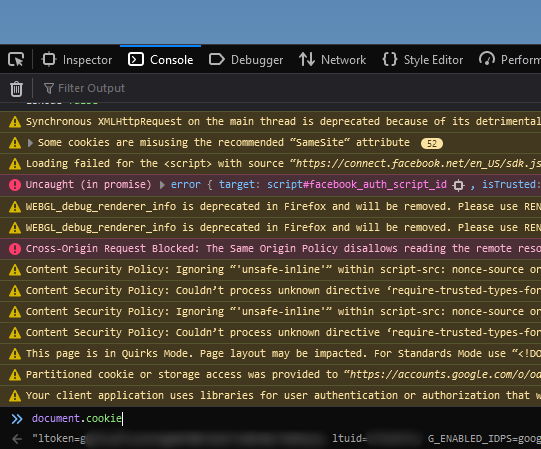 Inspector Console Debugger Network Style Editor Perform
Filter Output
Synchronous XMLHttpRequest on the main thread is deprecated because of its detrimental
Some cookies are misusing the recommended “SameSite” attribute 52
Loading failed for the <script> with source “https://connect.facebook.net/en_US/sdk.js
Uncaught (in promise) error { target: script#facebook_auth_script_id , isTrusted:
WEBGL_debug_renderer_info is deprecated in Firefox and will be removed. Please use REN
WEBGL_debug_renderer_info is deprecated in Firefox and will be removed. Please use REN
Cross-Origin Request Blocked: The Same Origin Policy disallows reading the remote reso
Content Security Policy: Ignoring “'unsafe-inline'” within script-src: nonce-source or
Content Security Policy: Couldn’t process unknown directive ‘require-trusted-types-for
Content Security Policy: Ignoring “'unsafe-inline'” within script-src: nonce-source or
Content Security Policy: Couldn’t process unknown directive ‘require-trusted-types-for
This page is in Quirks Mode. Page layout may be impacted. For Standards Mode use “<!DO
Partitioned cookie or storage access was provided to “https://accounts.google.com/o/oa
Your client application uses libraries for user authentication or authorization that w
document.cookie
"ltoken=g ltuid= G_ENABLED_IDPS=goog